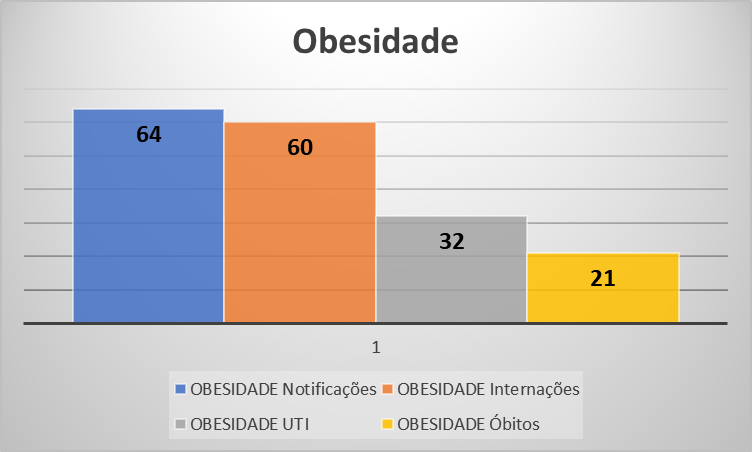 Obesidade
64
60
32
21
1
OBESIDADE Notificações OBESIDADE Internações
OBESIDADE UTI OBESIDADE Óbitos